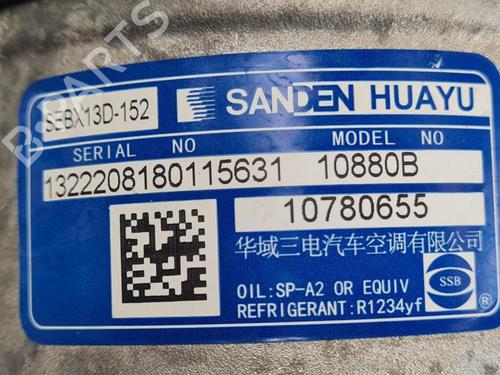 SEBX13D-152
SANDEN HUAYU
SERIAL NO MODEL NO
1322208180115631 10880B
10780655
华域三电汽车空调有限公司
OIL:SP-A2 OR EQUIV
REFRIGERANT:R1234yf
SSB
®
B-PARTS